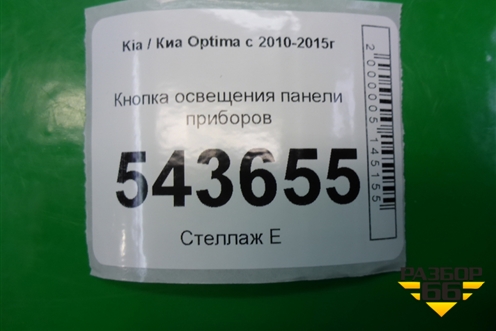 Kia / Киа Optima с 2010-2015г
Кнопка освещения панели
приборов
543655
Стеллаж Е
2000005145155
РАЗБОР
66